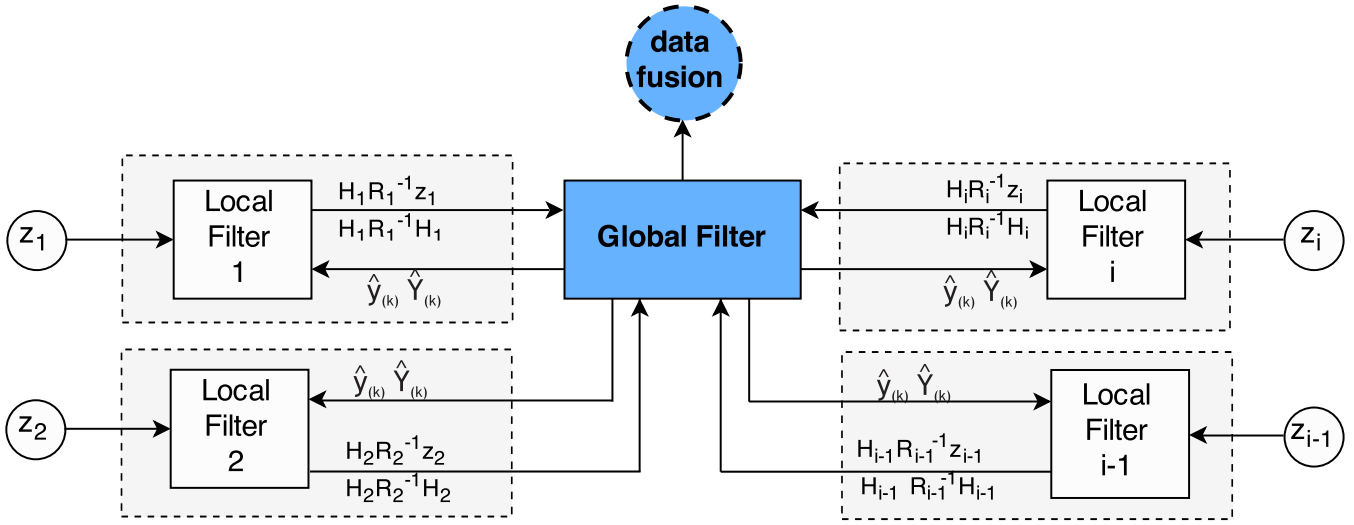 data
fusion
z₁
Local
Filter
1
H₁R₁⁻¹z₁
H₁R₁⁻¹H₁
ŷ₍ₖ₎ Ŷ₍ₖ₎
Global Filter
HᵢRᵢ⁻¹zᵢ
HᵢRᵢ⁻¹Hᵢ
ŷ₍ₖ₎ Ŷ₍ₖ₎
Local
Filter
i
zᵢ
z₂
Local
Filter
2
ŷ₍ₖ₎ Ŷ₍ₖ₎
H₂R₂⁻¹z₂
H₂R₂⁻¹H₂
ŷ₍ₖ₎ Ŷ₍ₖ₎
Hᵢ₋₁Rᵢ₋₁⁻¹zᵢ₋₁
Hᵢ₋₁ Rᵢ₋₁⁻¹Hᵢ₋₁
Local
Filter
i-1
zᵢ₋₁